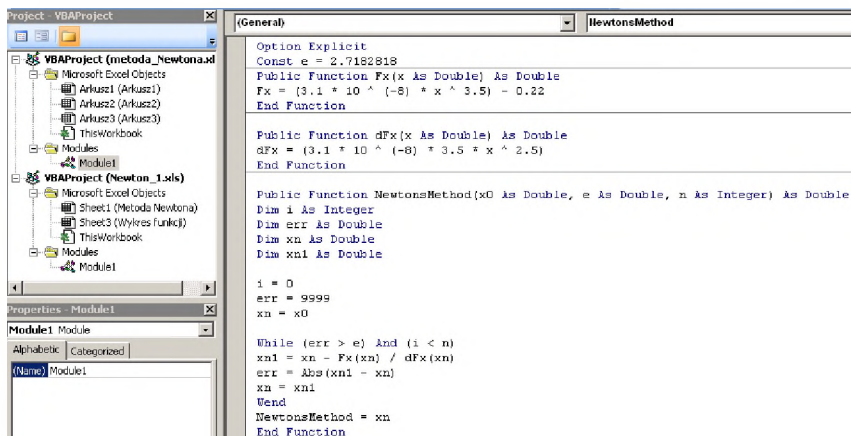 Project - VBAProject
VBAProject (metoda_Newtona.xl
Microsoft Excel Objects
Arkusz1 (Arkusz1)
Arkusz2 (Arkusz2)
Arkusz3 (Arkusz3)
ThisWorkbook
Modules
Module1
VBAProject (Newton_1.xls)
Microsoft Excel Objects
Sheet1 (Metoda Newtona)
Sheet3 (Wykres funkcji)
ThisWorkbook
Modules
Module1
Properties - Module1
Module1 Module
Alphabetic Categorized
(Name) Module1
(General) NewtonsMethod
Option Explicit
Const e = 2.7182818
Public Function Fx(x As Double) As Double
Fx = (3.1 * 10 ^ (-8) * x ^ 3.5) - 0.22
End Function
Public Function dFx(x As Double) As Double
dFx = (3.1 * 10 ^ (-8) * 3.5 * x ^ 2.5)
End Function
Public Function NewtonsMethod(x0 As Double, e As Double, n As Integer) As Double
Dim i As Integer
Dim err As Double
Dim xn As Double
Dim xn1 As Double
i = 0
err = 9999
xn = x0
While (err > e) And (i < n)
xn1 = xn - Fx(xn) / dFx(xn)
err = Abs(xn1 - xn)
xn = xn1
Wend
NewtonsMethod = xn
End Function